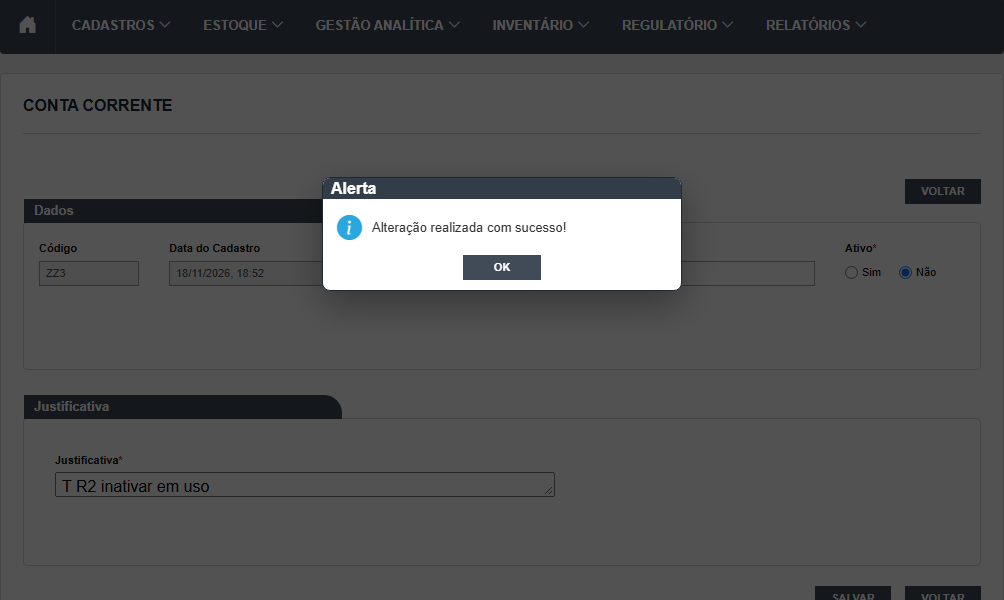 CADASTROS ESTOQUE GESTÃO ANALÍTICA INVENTÁRIO REGULATÓRIO RELATÓRIOS
CONTA CORRENTE
VOLTAR
Alerta
Alteração realizada com sucesso!
OK
Dados
Código Data do Cadastro Ativo*
ZZ3 18/11/2026, 18:52 Sim Não
Justificativa
Justificativa*
T R2 inativar em uso
SALVAR VOLTAR